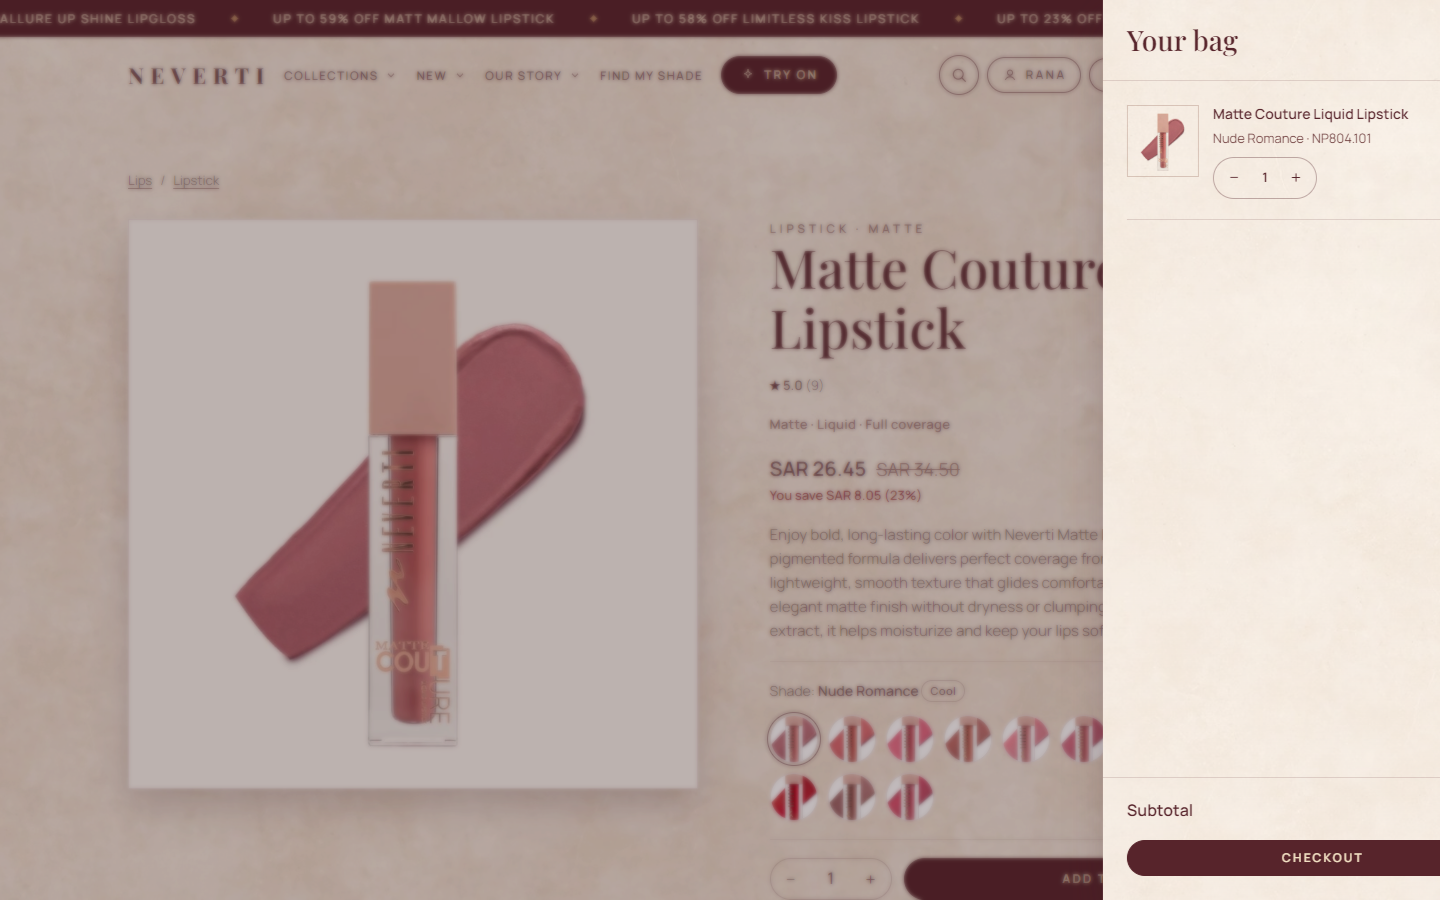 ALLURE UP SHINE LIPGLOSS ✦ UP TO 59% OFF MATT MALLOW LIPSTICK ✦ UP TO 58% OFF LIMITLESS KISS LIPSTICK ✦ UP TO 23% OFF
NEVERTI COLLECTIONS NEW OUR STORY FIND MY SHADE TRY ON RANA
Lips / Lipstick
LIPSTICK · MATTE
Matte Couture
Lipstick
★ 5.0 (9)
Matte · Liquid · Full coverage
SAR 26.45 SAR 34.50
You save SAR 8.05 (23%)
Enjoy bold, long-lasting color with Neverti Matte
pigmented formula delivers perfect coverage
lightweight, smooth texture that glides
elegant matte finish without dryness or clumping
extract, it helps moisturize and keep your lips
Shade: Nude Romance Cool
− 1 +
ADD
NEVERTI
MATTE
COUT
URE
Your bag
Matte Couture Liquid Lipstick
Nude Romance · NP804.101
− 1 +
Subtotal
CHECKOUT